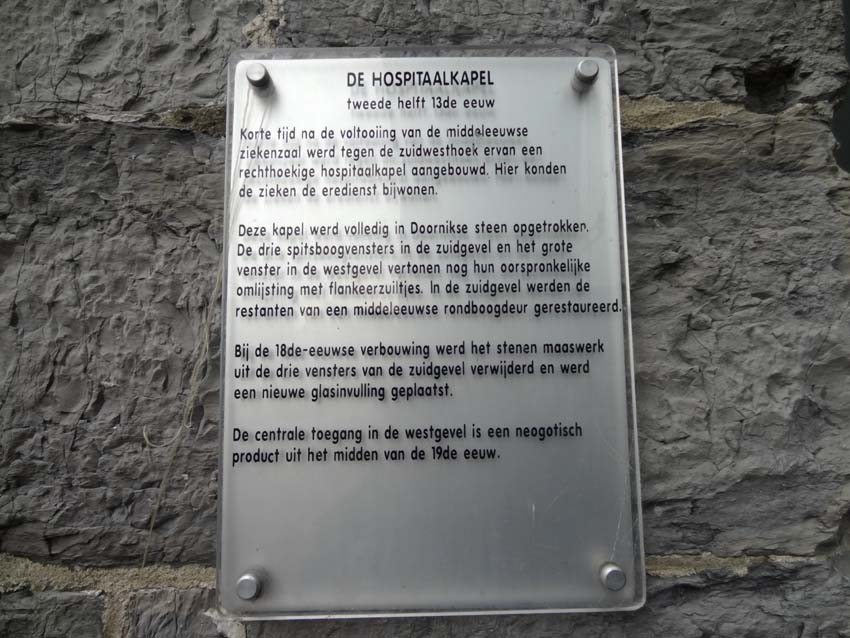 DE HOSPITAALKAPEL
tweede helft 13de eeuw
Korte tijd na de voltooiing van de middeleeuwse
ziekenzaal werd tegen de zuidwesthoek ervan een
rechthoekige hospitaalkapel aangebouwd. Hier konden
de zieken de eredienst bijwonen.
Deze kapel werd volledig in Doornikse steen opgetrokken.
De drie spitsboogvensters in de zuidgevel en het grote
venster in de westgevel vertonen nog hun oorspronkelijke
omlijsting met flankeerzuiltjes. In de zuidgevel werden de
restanten van een middeleeuwse rondboogdeur gerestaureerd.
Bij de 18de-eeuwse verbouwing werd het stenen maaswerk
uit de drie vensters van de zuidgevel verwijderd en werd
een nieuwe glasinvulling geplaatst.
De centrale toegang in de westgevel is een neogotisch
product uit het midden van de 19de eeuw.